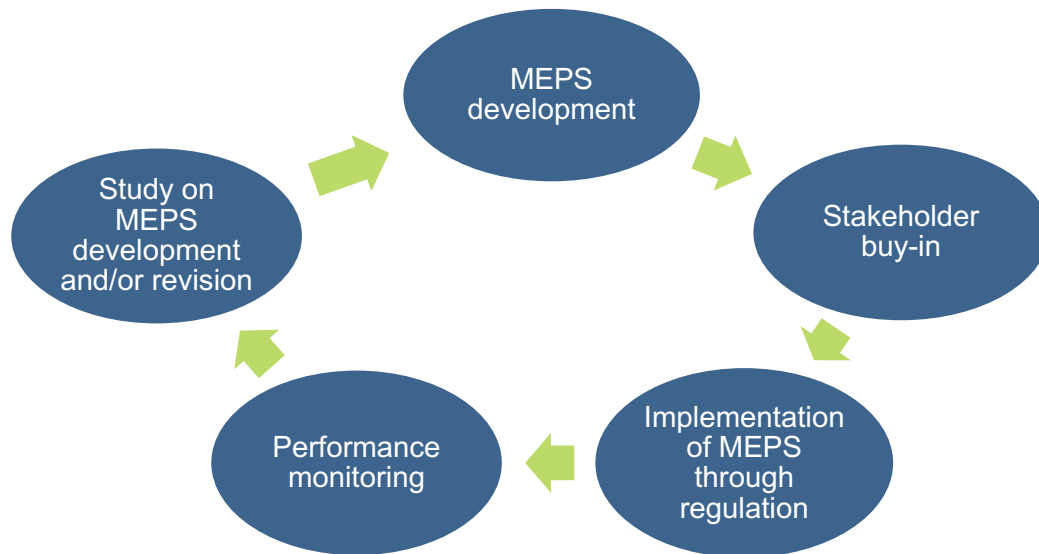 MEPS
development
Stakeholder
buy-in
Implementation
of MEPS
through
regulation
Performance
monitoring
Study on
MEPS
development
and/or revision